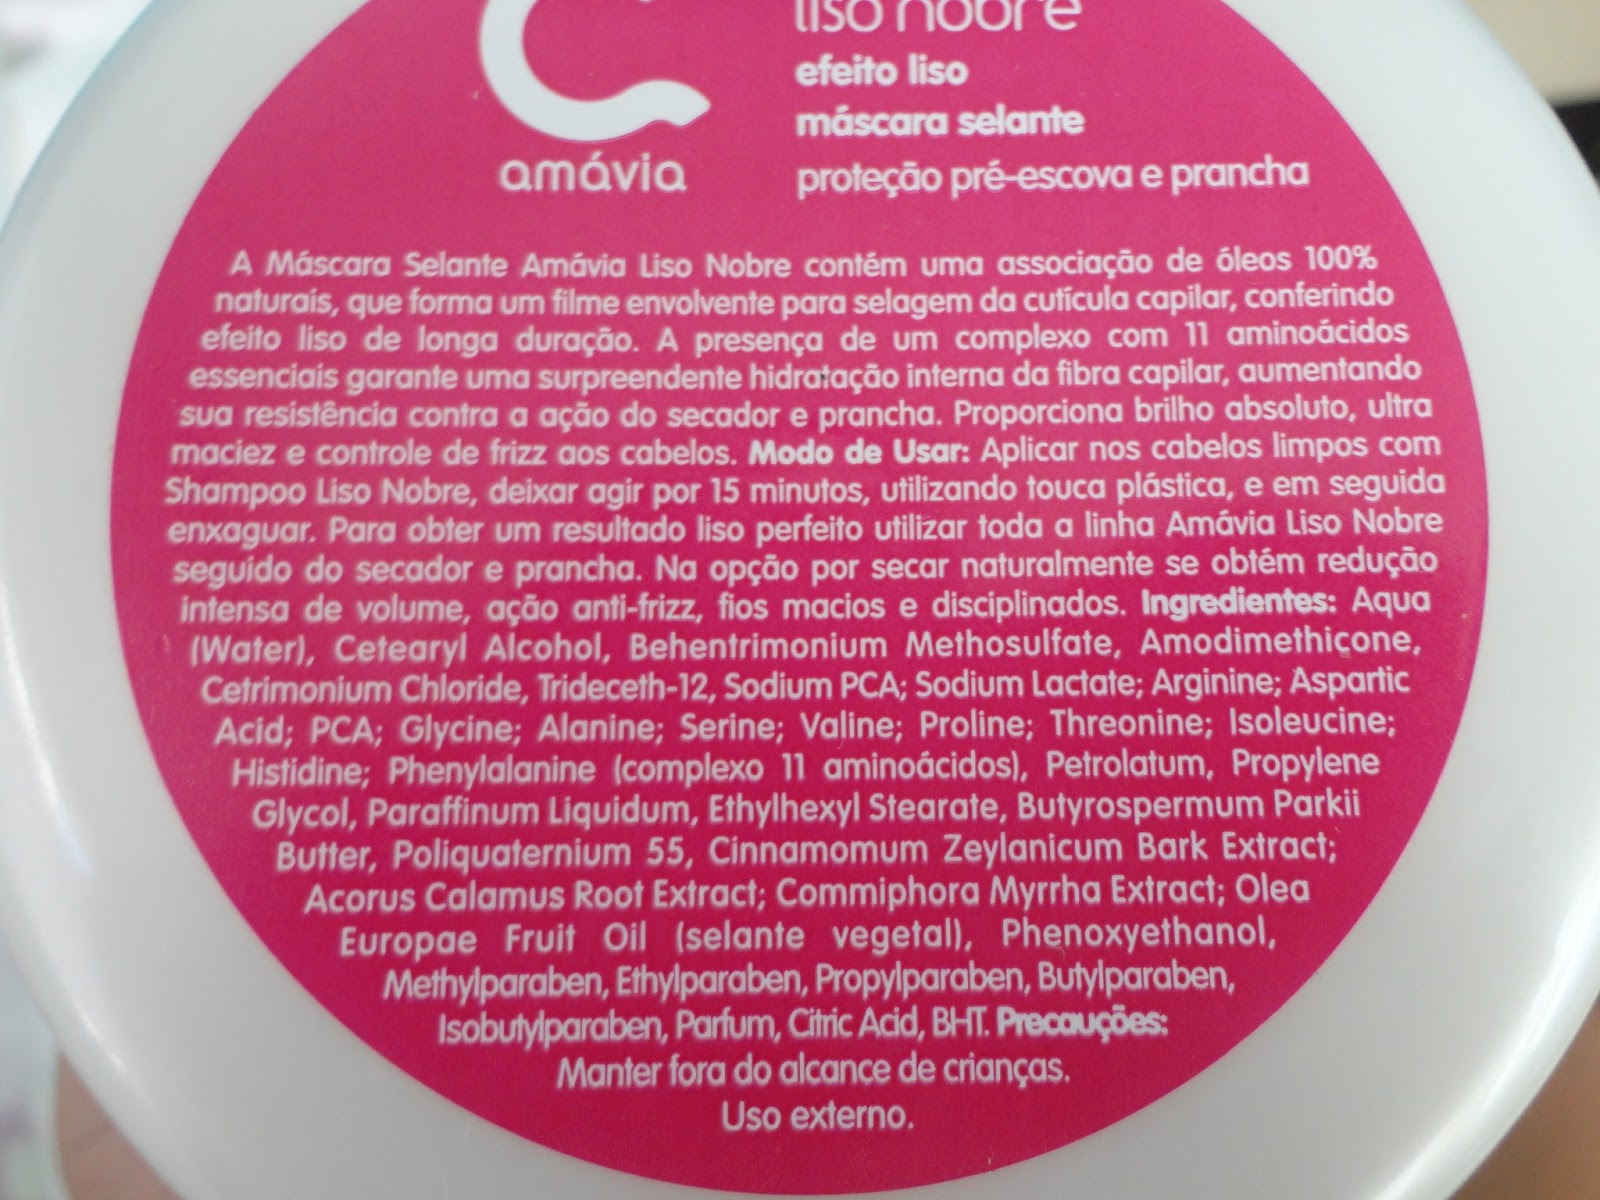 liso nobre
efeito liso
máscara selante
amávia
proteção pré-escova e prancha
A Máscara Selante Amávia Liso Nobre contém uma associação de óleos 100%
naturais, que forma um filme envolvente para selagem da cutícula capilar, conferindo
efeito liso de longa duração. A presença de um complexo com 11 aminoácidos
essenciais garante uma surpreendente hidratação interna da fibra capilar, aumentando
sua resistência contra a ação do secador e prancha. Proporciona brilho absoluto, ultra
maciez e controle de frizz aos cabelos. Modo de Usar: Aplicar nos cabelos limpos com
Shampoo Liso Nobre, deixar agir por 15 minutos, utilizando touca plástica, e em seguida
enxaguar. Para obter um resultado liso perfeito utilizar toda a linha Amávia Liso Nobre
seguido do secador e prancha. Na opção por secar naturalmente se obtém redução
intensa de volume, ação anti-frizz, fios macios e disciplinados. Ingredientes: Aqua
(Water), Cetearyl Alcohol, Behentrimonium Methosulfate, Amodimethicone,
Cetrimonium Chloride, Trideceth-12, Sodium PCA; Sodium Lactate; Arginine; Aspartic
Acid; PCA; Glycine; Alanine; Serine; Valine; Proline; Threonine; Isoleucine;
Histidine; Phenylalanine (complexo 11 aminoácidos), Petrolatum, Propylene
Glycol, Paraffinum Liquidum, Ethylhexyl Stearate, Butyrospermum Parkii
Butter, Poliquaternium 55, Cinnamomum Zeylanicum Bark Extract;
Acorus Calamus Root Extract; Commiphora Myrrha Extract; Olea
Europae Fruit Oil (selante vegetal), Phenoxyethanol,
Methylparaben, Ethylparaben, Propylparaben, Butylparaben,
Isobutylparaben, Parfum, Citric Acid, BHT. Precauções:
Manter fora do alcance de crianças.
Uso externo.